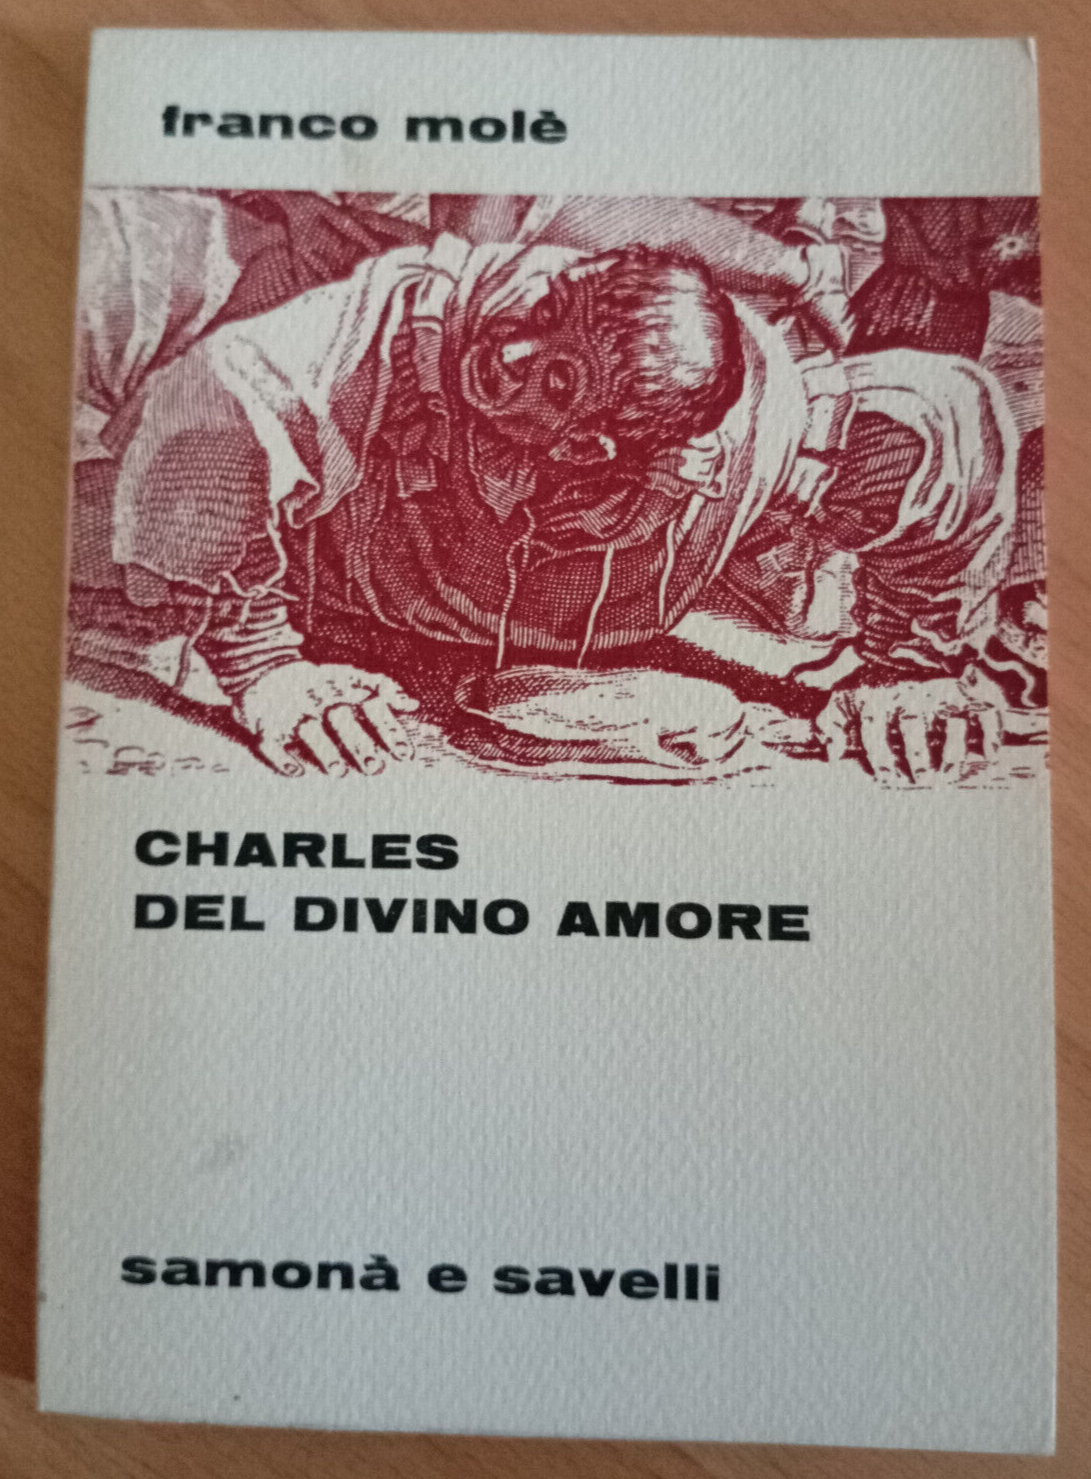 franco molè
CHARLES
DEL DIVINO AMORE
samonà e savelli